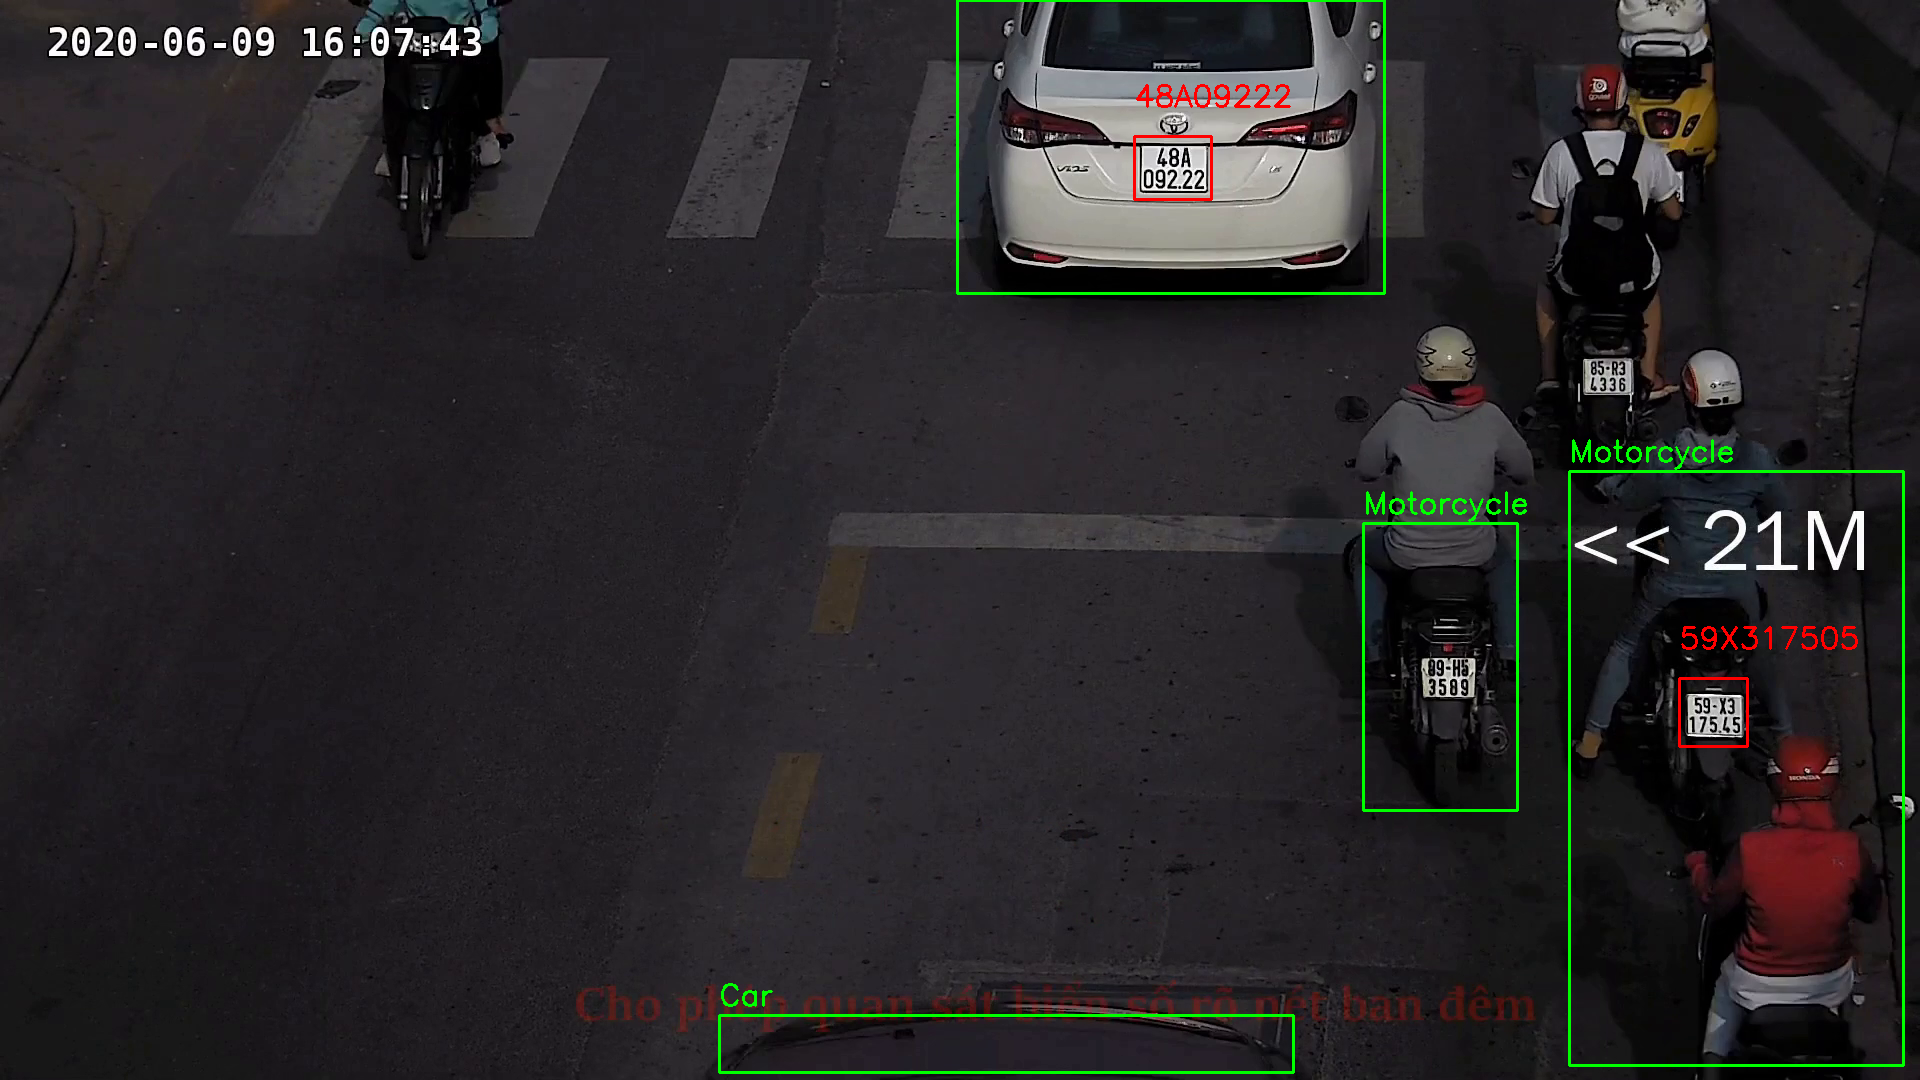 2020-06-09 16:07:43
48A09222
48A
092.22
85-R3
4336
Motorcycle
Motorcycle
<< 21M
59X317505
89-H5
3589
59-X3
175.45
HONDA
Car
Cho phép quan sát biển số rõ nét ban đêm